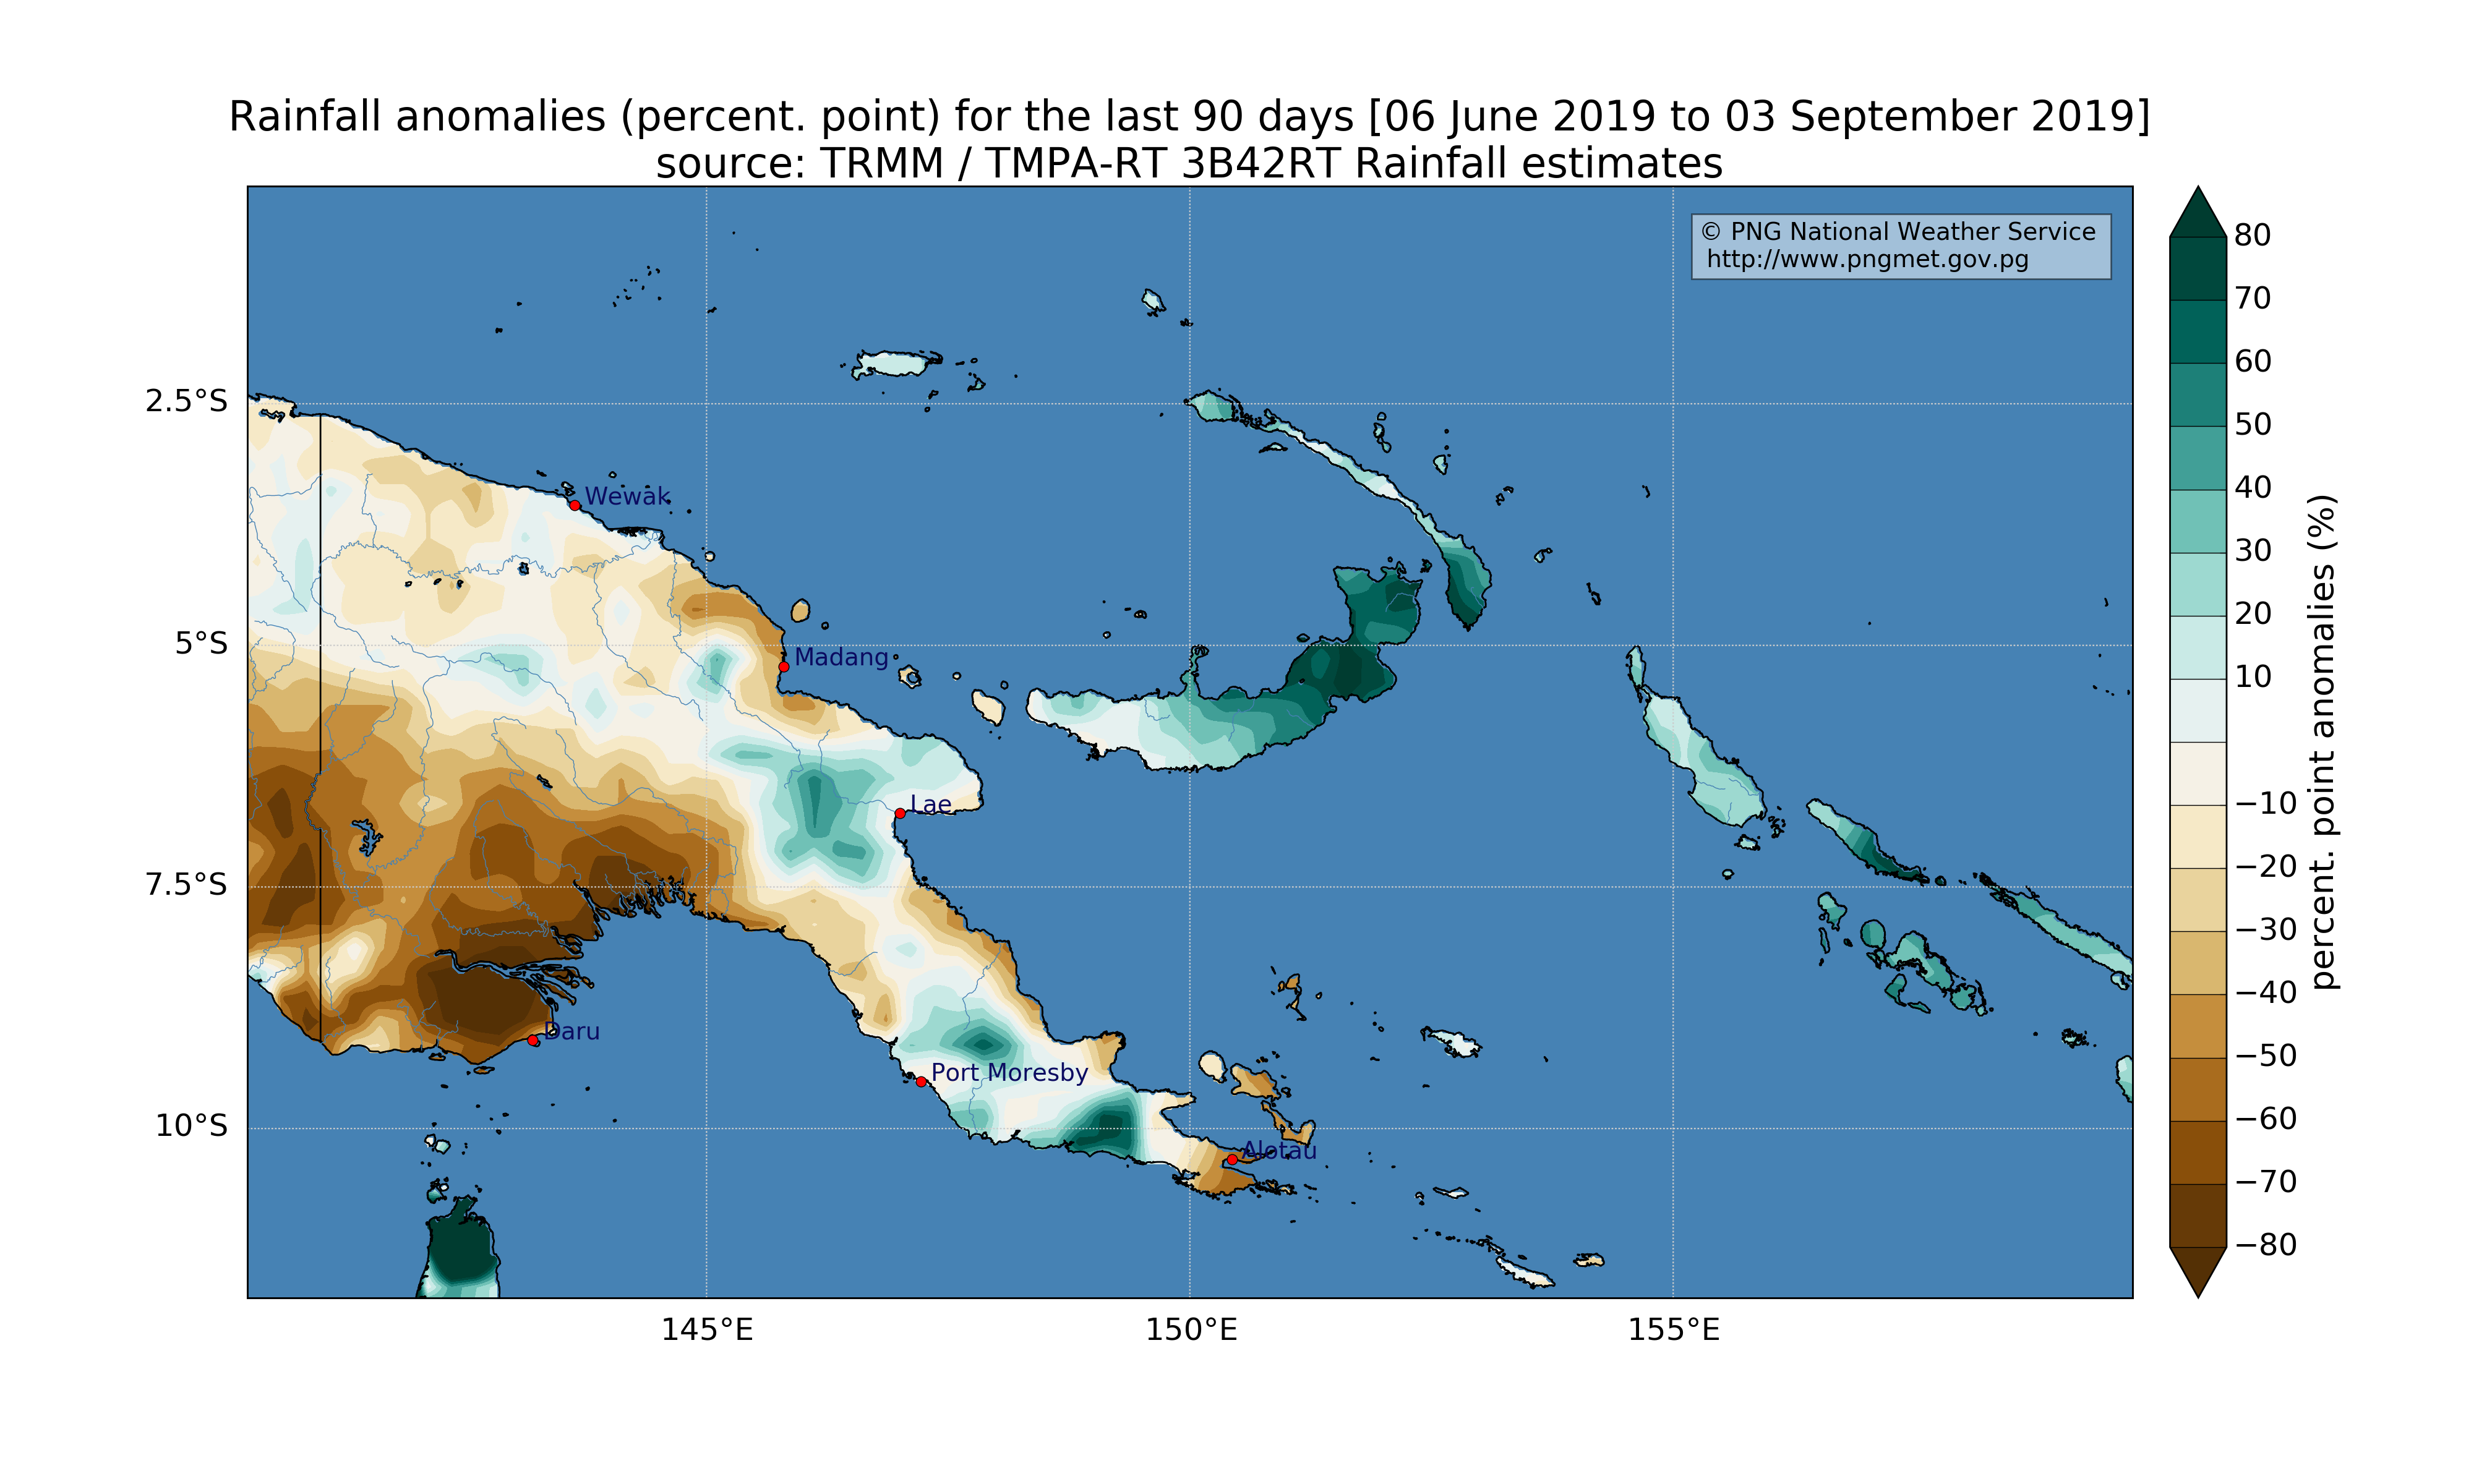 Rainfall anomalies (percent. point) for the last 90 days [06 June 2019 to 03 September 2019]
source: TRMM / TMPA-RT 3B42RT Rainfall estimates
© PNG National Weather Service
http://www.pngmet.gov.pg
2.5°S
5°S
7.5°S
10°S
Wewak
Madang
Lae
Daru
Port Moresby
Alotau
145°E
150°E
155°E
80
70
60
50
40
30
20
10
−10
−20
−30
−40
−50
−60
−70
−80
percent. point anomalies (%)